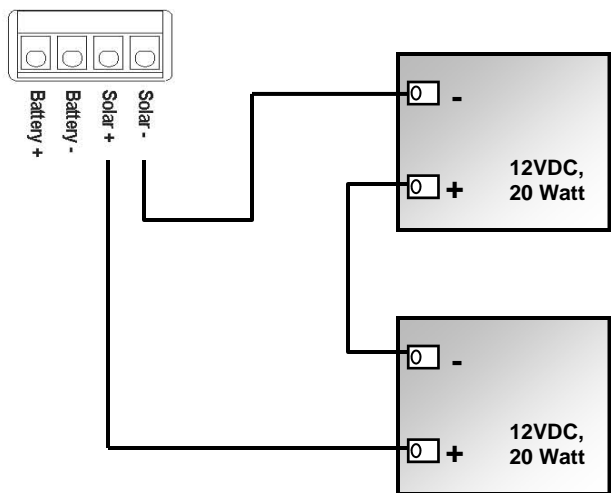 Battery +
Battery -
Solar +
Solar -
-
+
12VDC,
20 Watt
-
+
12VDC,
20 Watt